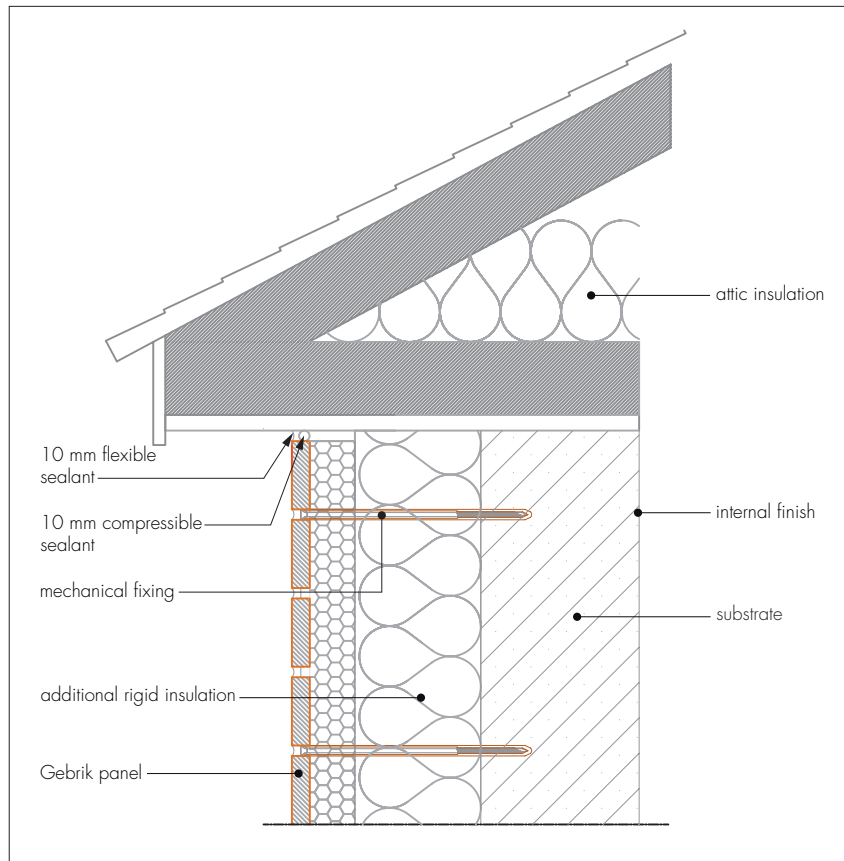 attic insulation
10 mm flexible
sealant
10 mm compressible
sealant
internal finish
mechanical fixing
substrate
additional rigid insulation
Gebrik panel